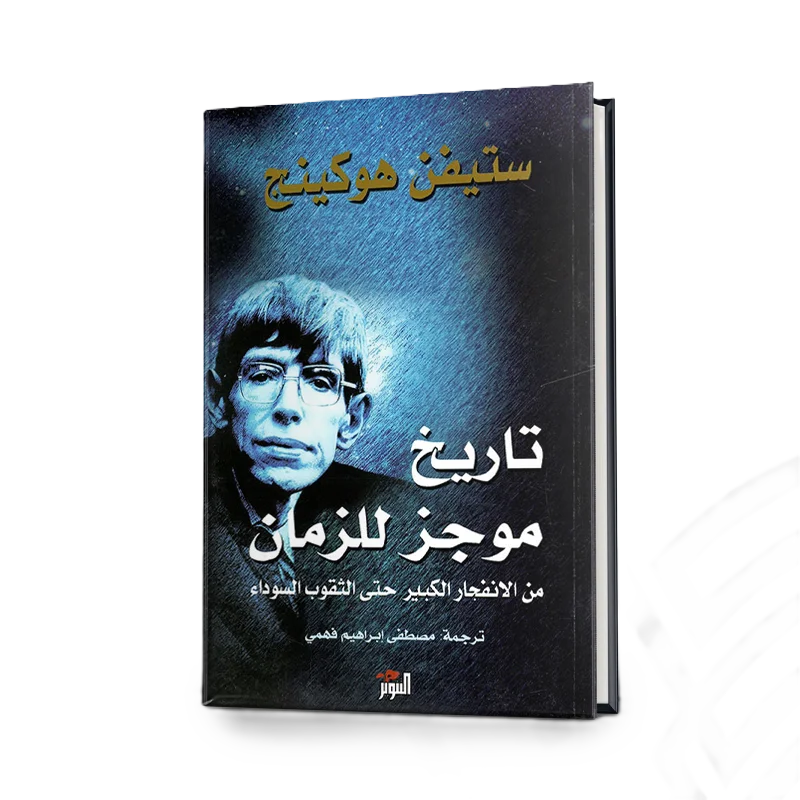 ستيفن هوكينج
تاريخ
موجز للزمان
من الانفجار الكبير حتى الثقوب السوداء
ترجمة: مصطفى إبراهيم فهمي
التنوير